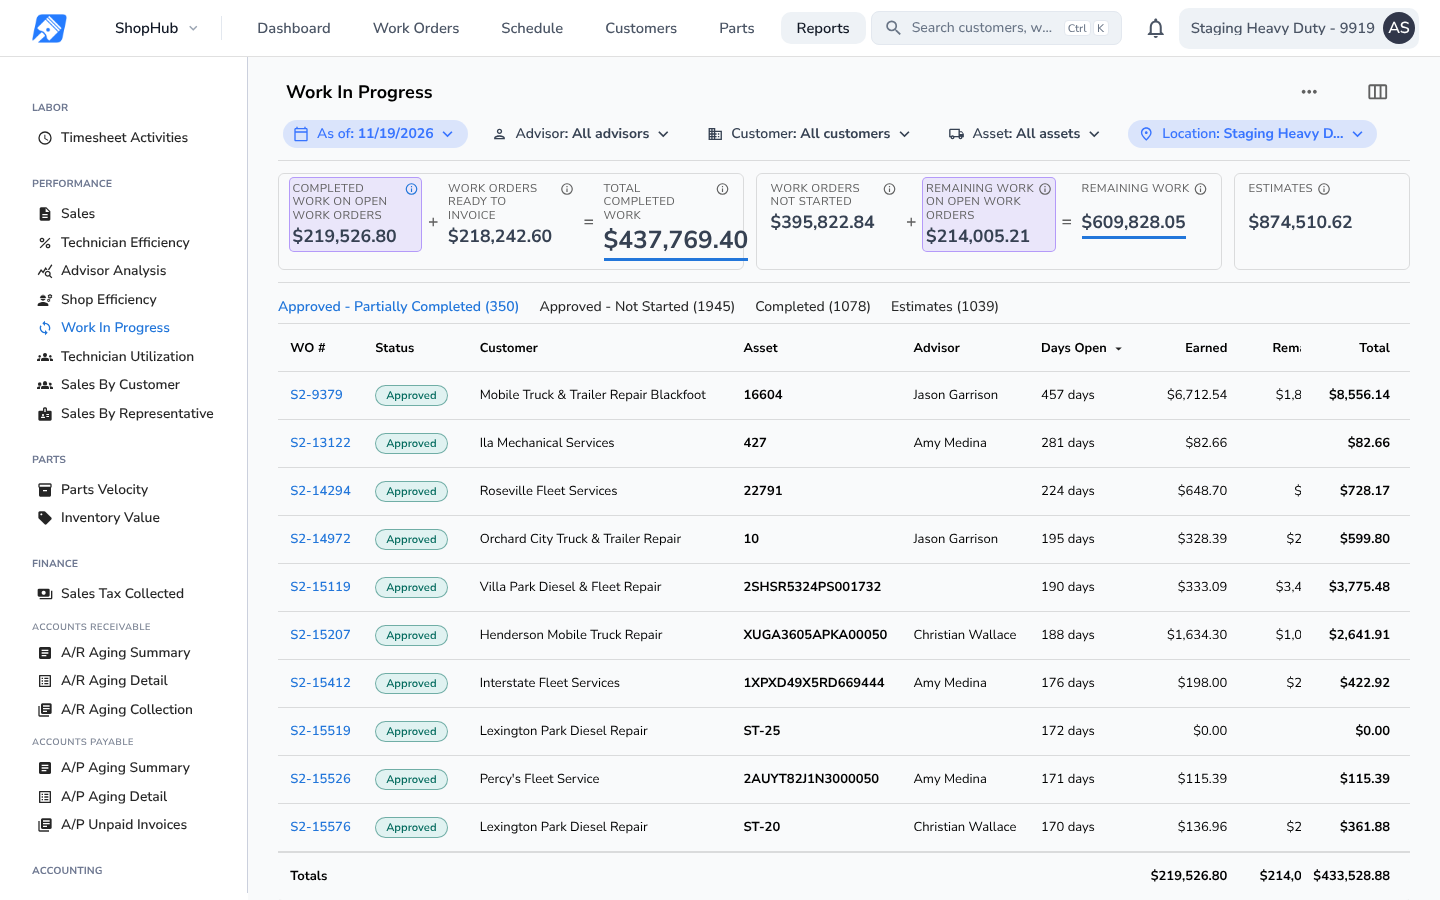 ShopHub
Dashboard
Work Orders
Schedule
Customers
Parts
Reports
Search customers, w...
Ctrl
K
Staging Heavy Duty - 9919
AS
LABOR
Timesheet Activities
PERFORMANCE
Sales
Technician Efficiency
Advisor Analysis
Shop Efficiency
Work In Progress
Technician Utilization
Sales By Customer
Sales By Representative
PARTS
Parts Velocity
Inventory Value
FINANCE
Sales Tax Collected
ACCOUNTS RECEIVABLE
A/R Aging Summary
A/R Aging Detail
A/R Aging Collection
ACCOUNTS PAYABLE
A/P Aging Summary
A/P Aging Detail
A/P Unpaid Invoices
ACCOUNTING
Work In Progress
As of: 11/19/2026
Advisor: All advisors
Customer: All customers
Asset: All assets
Location: Staging Heavy D...
COMPLETED
WORK ON OPEN
WORK ORDERS
$219,526.80
+
WORK ORDERS
READY TO
INVOICE
$218,242.60
=
TOTAL
COMPLETED
WORK
$437,769.40
WORK ORDERS
NOT STARTED
$395,822.84
+
REMAINING WORK
ON OPEN WORK
ORDERS
$214,005.21
=
REMAINING WORK
$609,828.05
ESTIMATES
$874,510.62
Approved - Partially Completed (350)
Approved - Not Started (1945)
Completed (1078)
Estimates (1039)
WO # Status Customer Asset Advisor Days Open Earned Rem Total
S2-9379 Approved Mobile Truck & Trailer Repair Blackfoot 16604 Jason Garrison 457 days $6,712.54 $1,8 $8,556.14
S2-13122 Approved Ila Mechanical Services 427 Amy Medina 281 days $82.66 $82.66
S2-14294 Approved Roseville Fleet Services 22791 224 days $648.70 $ $728.17
S2-14972 Approved Orchard City Truck & Trailer Repair 10 Jason Garrison 195 days $328.39 $2 $599.80
S2-15119 Approved Villa Park Diesel & Fleet Repair 2SHSR5324PS001732 190 days $333.09 $3,4 $3,775.48
S2-15207 Approved Henderson Mobile Truck Repair XUGA3605APKA00050 Christian Wallace 188 days $1,634.30 $1,0 $2,641.91
S2-15412 Approved Interstate Fleet Services 1XPXD49X5RD669444 Amy Medina 176 days $198.00 $2 $422.92
S2-15519 Approved Lexington Park Diesel Repair ST-25 172 days $0.00 $0.00
S2-15526 Approved Percy's Fleet Service 2AUYT82J1N3000050 Amy Medina 171 days $115.39 $115.39
S2-15576 Approved Lexington Park Diesel Repair ST-20 Christian Wallace 170 days $136.96 $2 $361.88
Totals $219,526.80 $214,0 $433,528.88